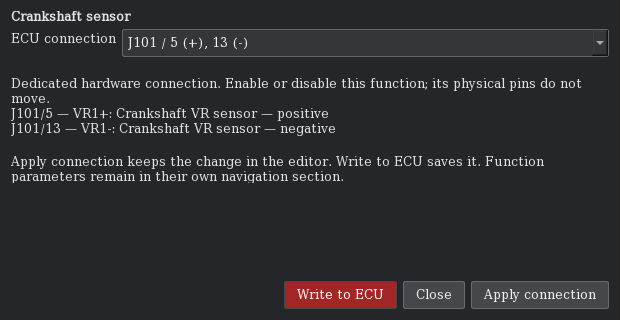 Crankshaft sensor
ECU connection J101 / 5 (+), 13 (-)
Dedicated hardware connection. Enable or disable this function; its physical pins do not
move.
J101/5 — VR1+: Crankshaft VR sensor — positive
J101/13 — VR1-: Crankshaft VR sensor — negative
Apply connection keeps the change in the editor. Write to ECU saves it. Function
parameters remain in their own navigation section.
Write to ECU Close Apply connection